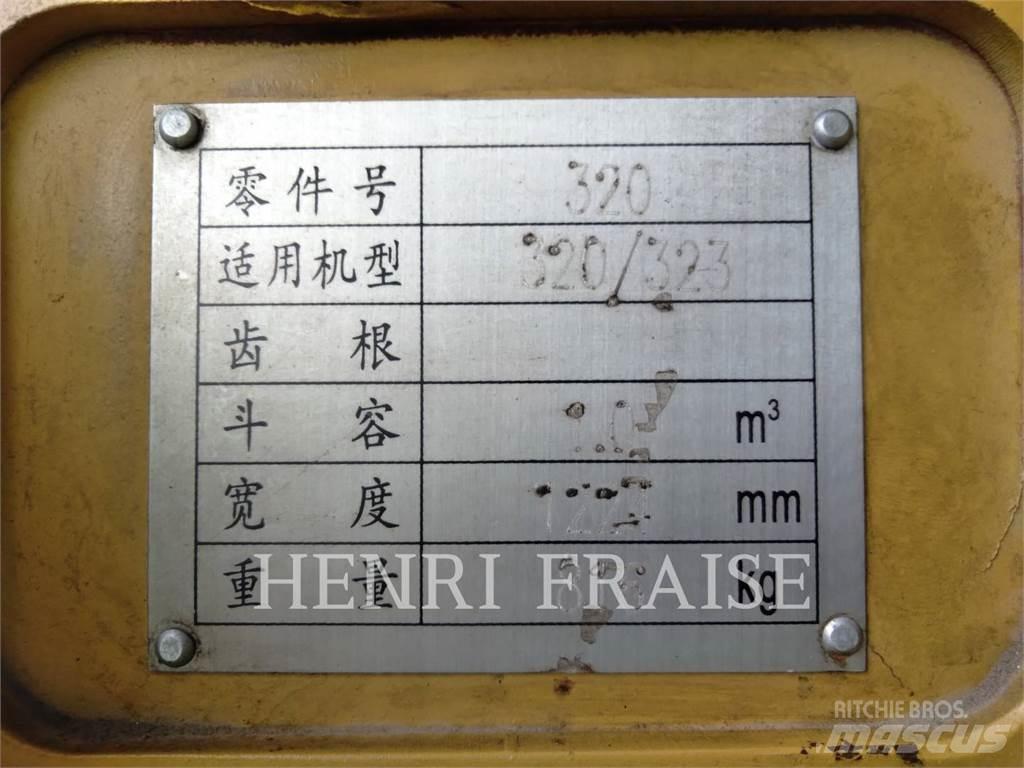 零件号 320
适用机型 320/323
齿根
斗容 m³
宽度 mm
重量 kg
HENRI FRAISE
RITCHIE BROS.
mascus